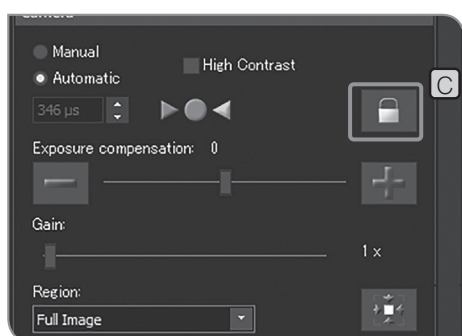 Manual
High Contrast
Automatic
C
346 µs
Exposure compensation: 0
Gain:
1 x
Region:
Full Image